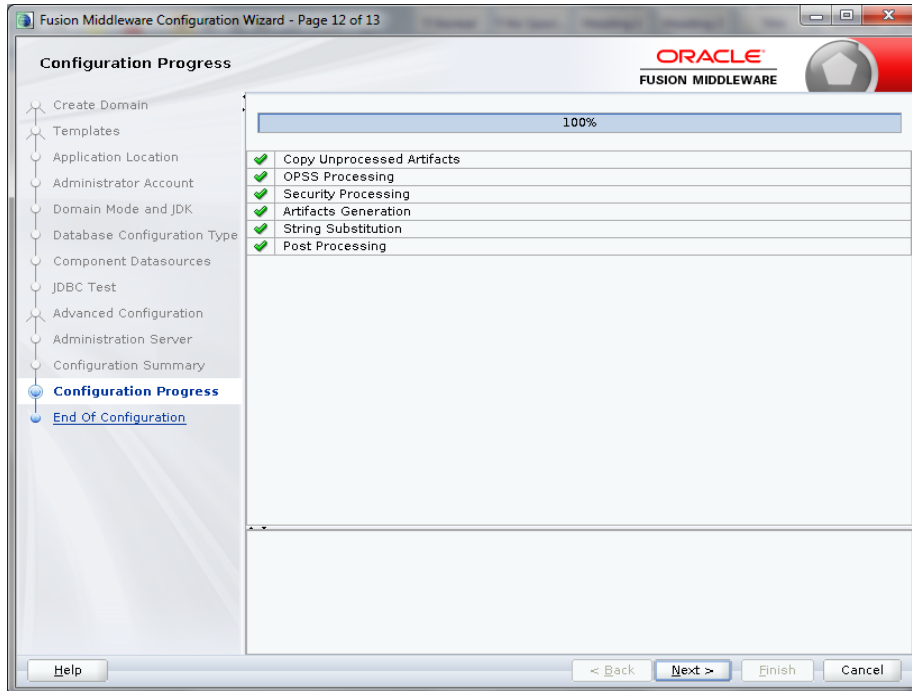 Fusion Middleware Configuration Wizard - Page 12 of 13
Configuration Progress
ORACLE
FUSION MIDDLEWARE
Create Domain
Templates
Application Location
Administrator Account
Domain Mode and JDK
Database Configuration Type
Component Datasources
JDBC Test
Advanced Configuration
Administration Server
Configuration Summary
Configuration Progress
End Of Configuration
100%
Copy Unprocessed Artifacts
OPSS Processing
Security Processing
Artifacts Generation
String Substitution
Post Processing
Help
< Back
Next >
Finish
Cancel